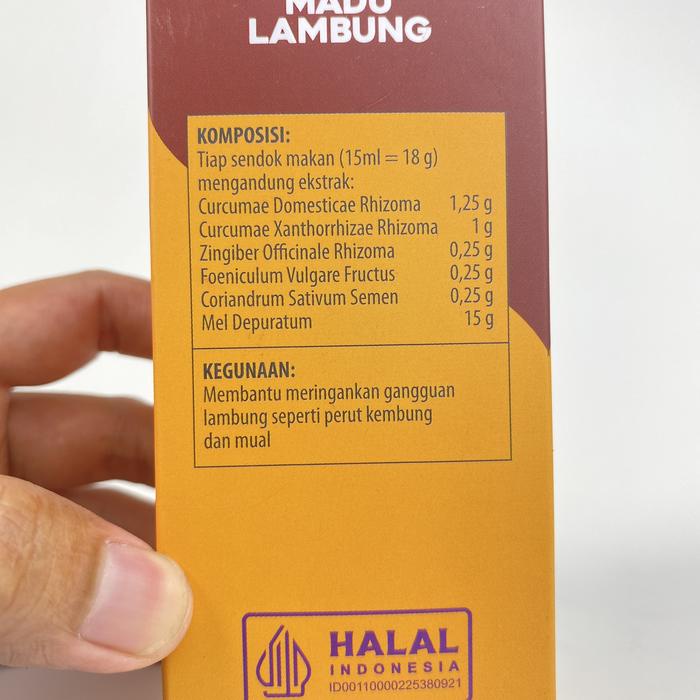 MADU
LAMBUNG
KOMPOSISI:
Tiap sendok makan (15ml = 18 g)
mengandung ekstrak:
Curcumae Domesticae Rhizoma 1,25 g
Curcumae Xanthorrhizae Rhizoma 1 g
Zingiber Officinale Rhizoma 0,25 g
Foeniculum Vulgare Fructus 0,25 g
Coriandrum Sativum Semen 0,25 g
Mel Depuratum 15 g
KEGUNAAN:
Membantu meringankan gangguan
lambung seperti perut kembung
dan mual
HALAL
INDONESIA
ID00110000225380921